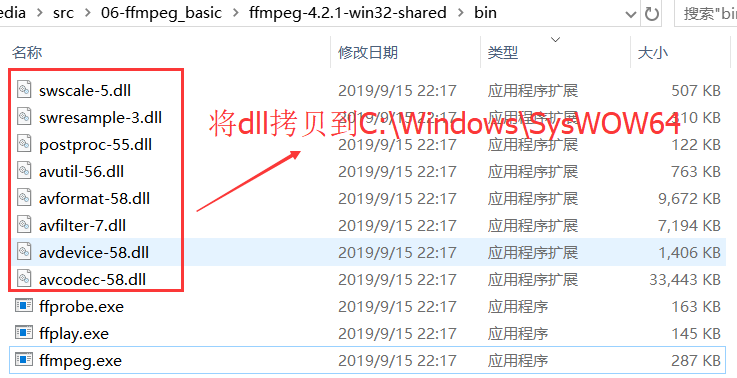 edia > src > 06-ffmpeg_basic > ffmpeg-4.2.1-win32-shared > bin 搜索"bin
名称 修改日期 类型 大小
swscale-5.dll 2019/9/15 22:17 应用程序扩展 507 KB
swresample-3.dll 2019/9/15 22:17 应用程序扩展 310 KB
将dll拷贝到C:\Windows\SysWOW64
postproc-55.dll 2019/9/15 22:17 应用程序扩展 122 KB
avutil-56.dll 2019/9/15 22:17 应用程序扩展 763 KB
avformat-58.dll 2019/9/15 22:17 应用程序扩展 9,672 KB
avfilter-7.dll 2019/9/15 22:17 应用程序扩展 7,194 KB
avdevice-58.dll 2019/9/15 22:17 应用程序扩展 1,406 KB
avcodec-58.dll 2019/9/15 22:17 应用程序扩展 33,443 KB
ffprobe.exe 2019/9/15 22:17 应用程序 163 KB
ffplay.exe 2019/9/15 22:17 应用程序 145 KB
ffmpeg.exe 2019/9/15 22:17 应用程序 287 KB